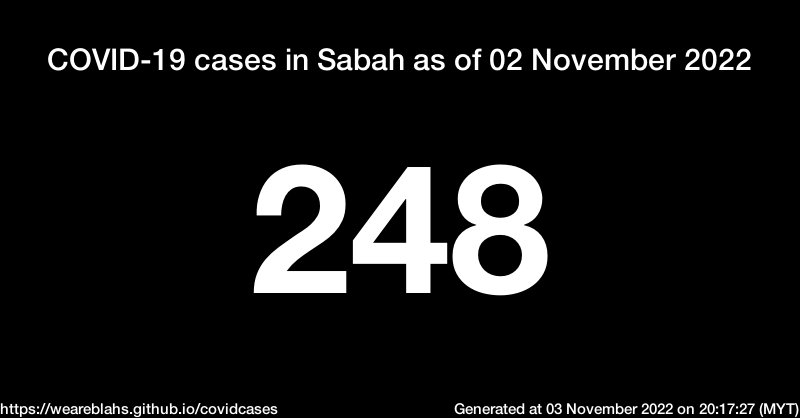 COVID-19 cases in Sabah as of 02 November 2022
248
https://weareblahs.github.io/covidcases
Generated at 03 November 2022 on 20:17:27 (MYT)